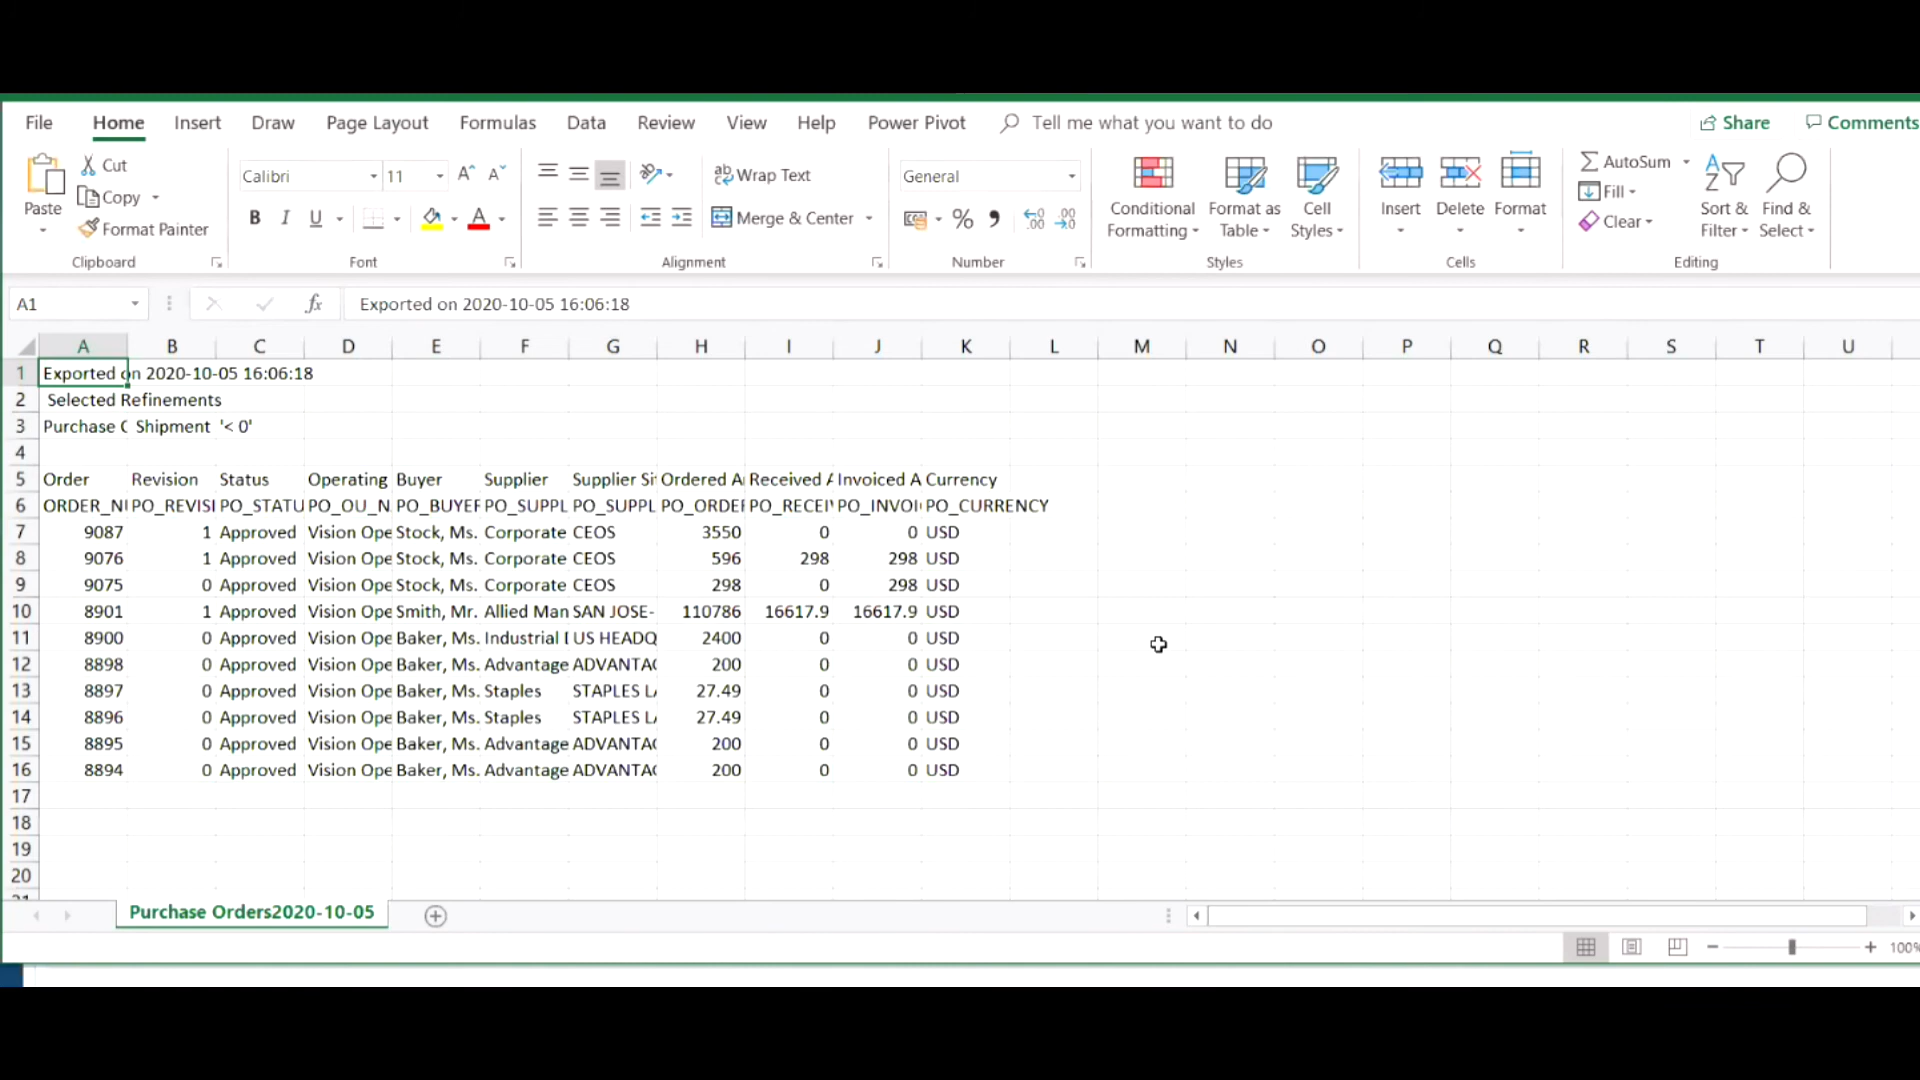 File Home Insert Draw Page Layout Formulas Data Review View Help Power Pivot Tell me what you want to do Share Comments
Paste Cut Copy Format Painter
Calibri 11
B I U
Wrap Text
Merge & Center
General
Conditional Formatting Format as Table Cell Styles
Insert Delete Format
AutoSum Fill Clear
Sort & Filter Find & Select
Clipboard Font Alignment Number Styles Cells Editing
A1 fx Exported on 2020-10-05 16:06:18
A B C D E F G H I J K L M N O P Q R S T U
1 Exported on 2020-10-05 16:06:18
2 Selected Refinements
3 Purchase C Shipment '< 0'
4
5 Order Revision Status Operating Buyer Supplier Supplier Si Ordered A Received A Invoiced A Currency
6 ORDER_N PO_REVISI PO_STATU PO_OU_N PO_BUYER PO_SUPPL PO_SUPPL PO_ORDE PO_RECEI PO_INVOI PO_CURRENCY
7 9087 1 Approved Vision Ope Stock, Ms. Corporate CEOS 3550 0 0 USD
8 9076 1 Approved Vision Ope Stock, Ms. Corporate CEOS 596 298 298 USD
9 9075 0 Approved Vision Ope Stock, Ms. Corporate CEOS 298 0 298 USD
10 8901 1 Approved Vision Ope Smith, Mr. Allied Man SAN JOSE- 110786 16617.9 16617.9 USD
11 8900 0 Approved Vision Ope Baker, Ms. Industrial US HEADQ 2400 0 0 USD
12 8898 0 Approved Vision Ope Baker, Ms. Advantage ADVANTA 200 0 0 USD
13 8897 0 Approved Vision Ope Baker, Ms. Staples STAPLES L 27.49 0 0 USD
14 8896 0 Approved Vision Ope Baker, Ms. Staples STAPLES L 27.49 0 0 USD
15 8895 0 Approved Vision Ope Baker, Ms. Advantage ADVANTA 200 0 0 USD
16 8894 0 Approved Vision Ope Baker, Ms. Advantage ADVANTA 200 0 0 USD
17
18
19
20
Purchase Orders2020-10-05
100%